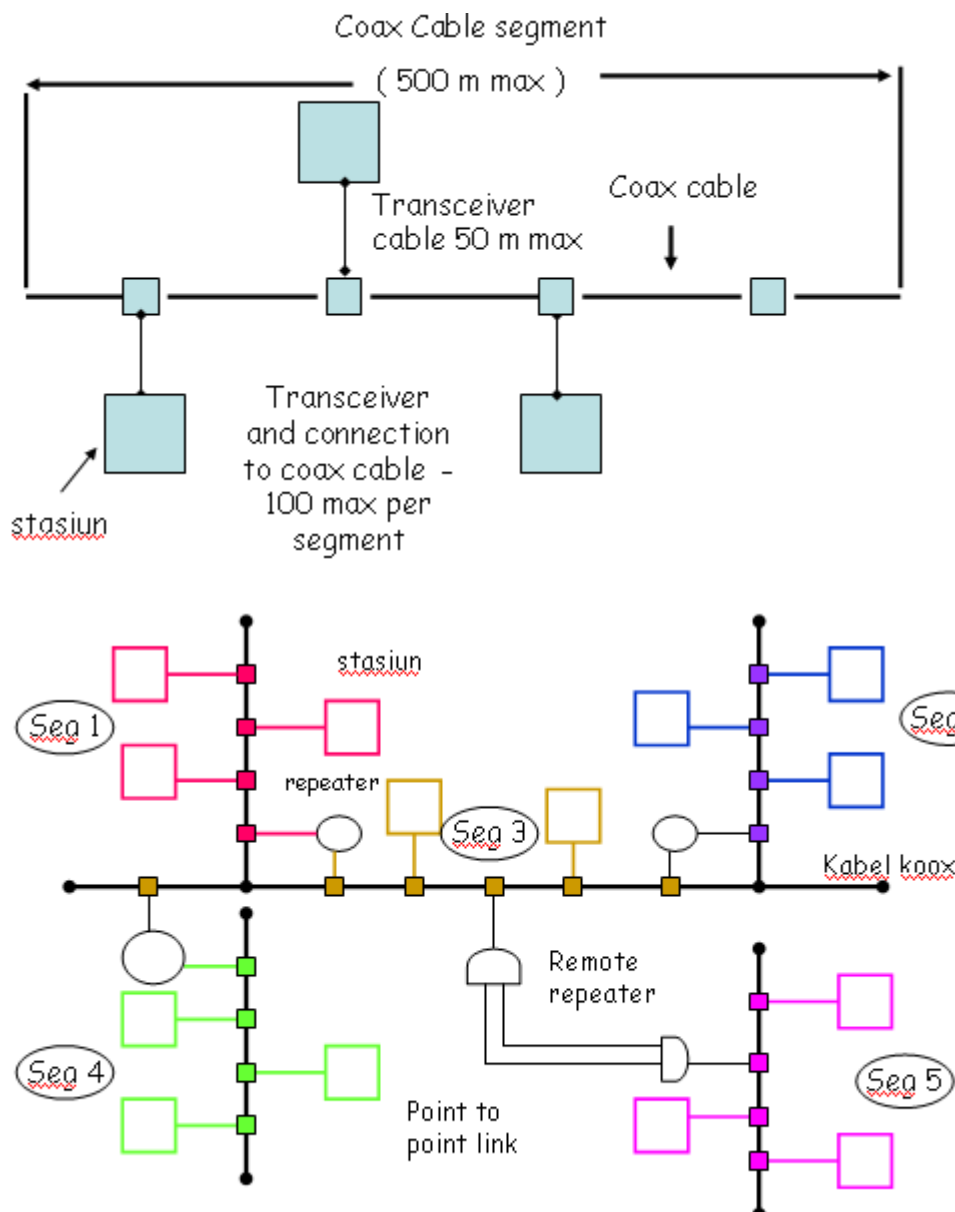 Coax Cable segment
( 500 m max )
Transceiver
cable 50 m max
Coax cable
Transceiver
and connection
to coax cable -
100 max per
segment
stasiun
stasiun
Seg 1
Seg
repeater
Seg 3
Kabel koox
Remote
repeater
Seg 4
Seg 5
Point to
point link